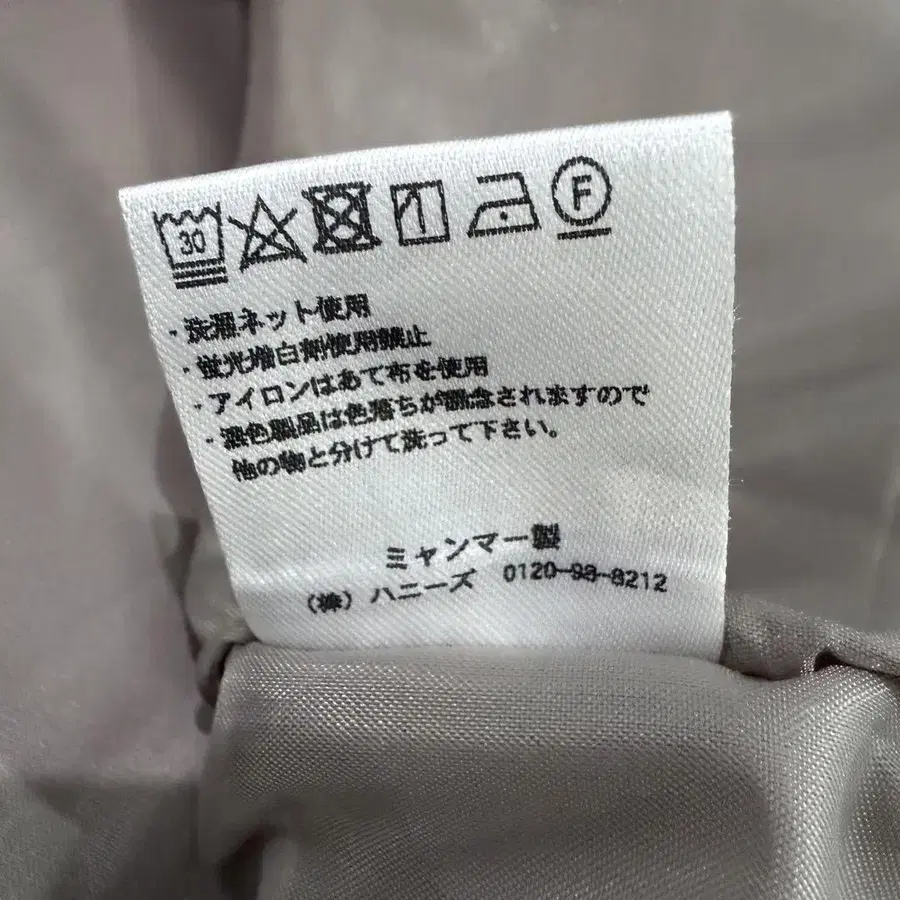 30 F
・洗濯ネット使用
・蛍光増白剤使用禁止
・アイロンはあて布を使用
・濃色製品は色落ちが懸念されますので
他の物と分けて洗って下さい。
ミャンマー製
(株) ハニーズ 0120-98-8212